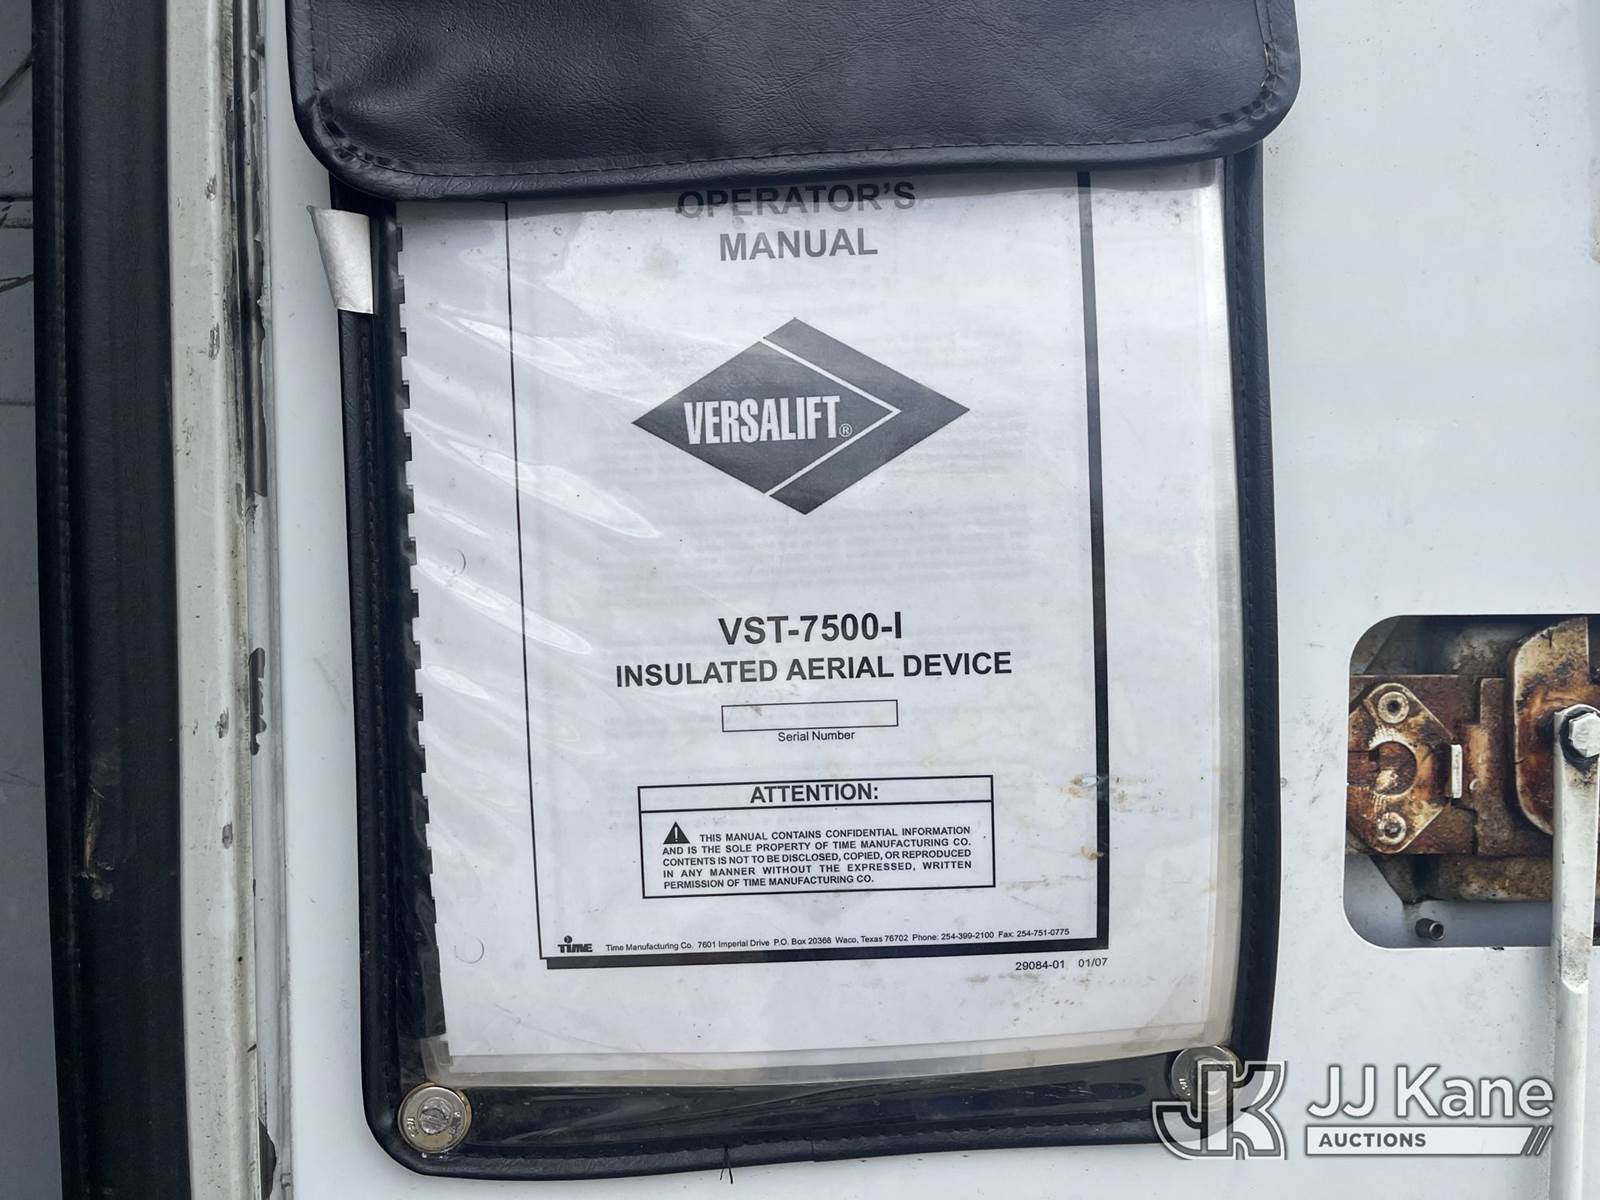 OPERATOR'S
MANUAL
VERSALIFT®
VST-7500-I
INSULATED AERIAL DEVICE
Serial Number
ATTENTION:
THIS MANUAL CONTAINS CONFIDENTIAL INFORMATION
AND IS THE SOLE PROPERTY OF TIME MANUFACTURING CO.
CONTENTS IS NOT TO BE DISCLOSED, COPIED, OR REPRODUCED
IN ANY MANNER WITHOUT THE EXPRESSED, WRITTEN
PERMISSION OF TIME MANUFACTURING CO.
TIME Time Manufacturing Co. 7601 Imperial Drive P.O. Box 20368 Waco, Texas 76702 Phone: 254-399-2100 Fax: 254-751-0775
29084-01 01/07
JK JJ Kane
AUCTIONS